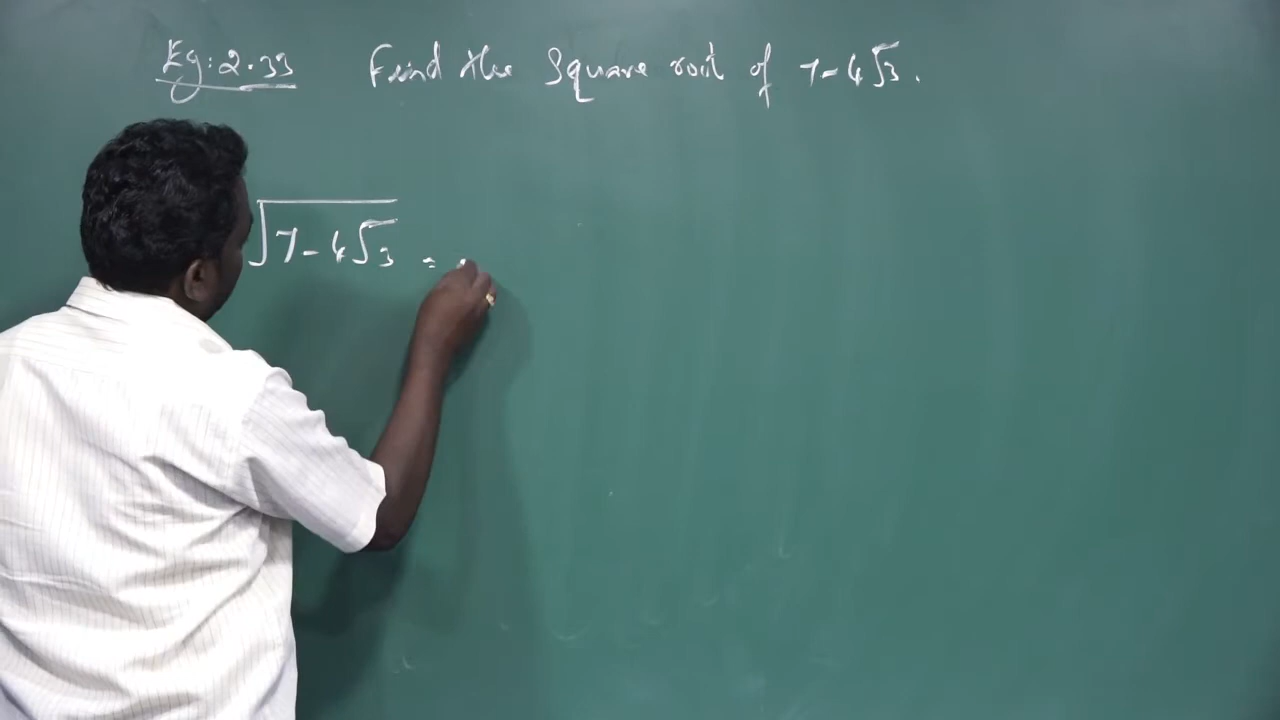 Eg: 2.33 Find the Square root of 7-4√3.
√(7-4√3) =